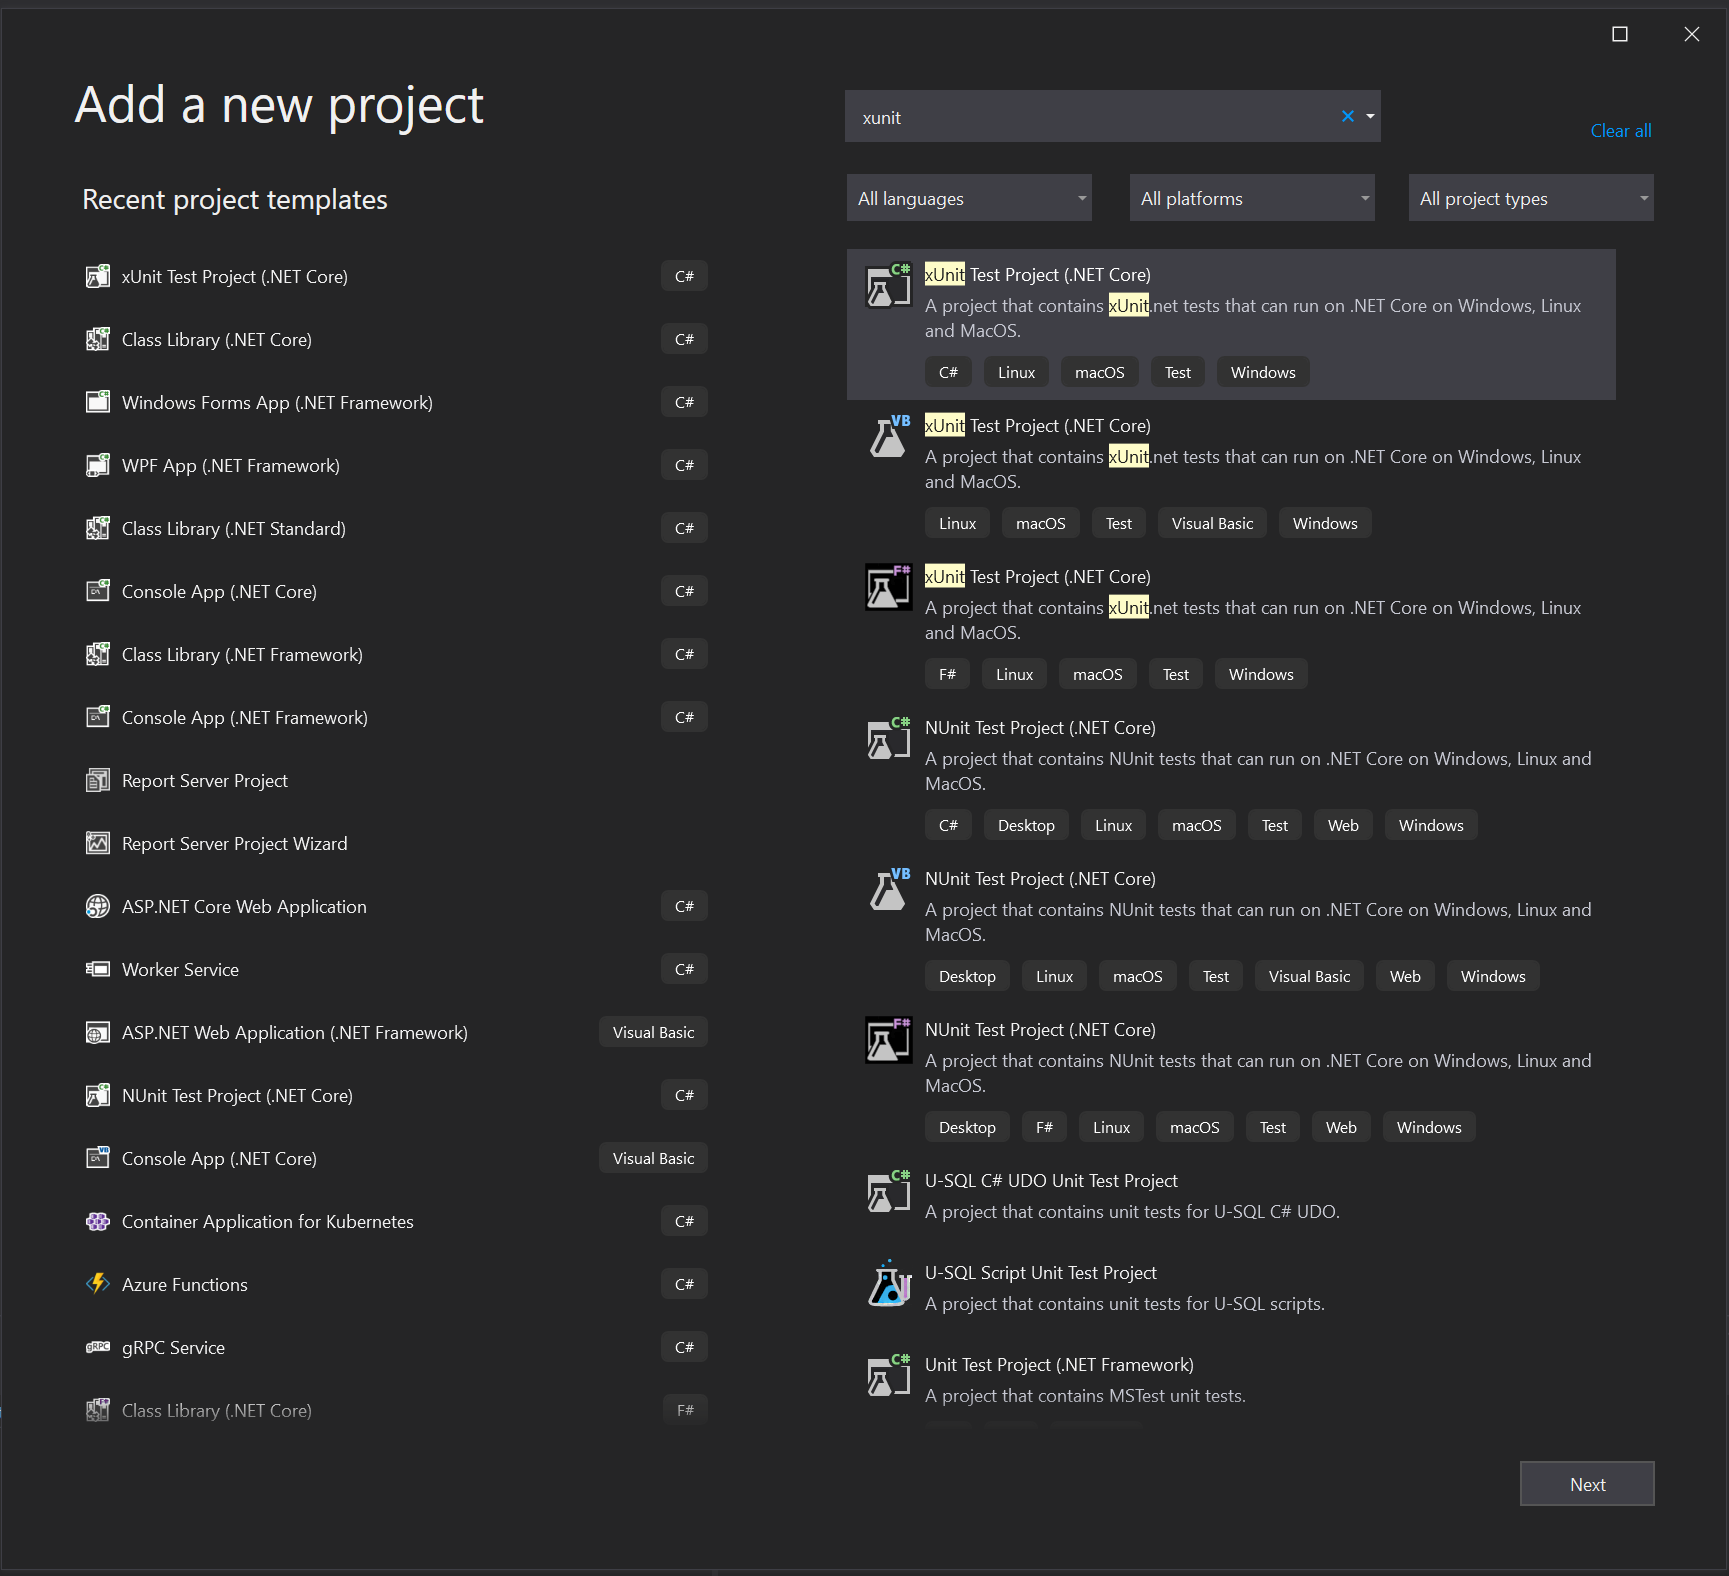 Add a new project
Recent project templates
xUnit Test Project (.NET Core)
C#
Class Library (.NET Core)
C#
Windows Forms App (.NET Framework)
C#
WPF App (.NET Framework)
C#
Class Library (.NET Standard)
C#
Console App (.NET Core)
C#
Class Library (.NET Framework)
C#
Console App (.NET Framework)
C#
Report Server Project
Report Server Project Wizard
ASP.NET Core Web Application
C#
Worker Service
C#
ASP.NET Web Application (.NET Framework)
Visual Basic
NUnit Test Project (.NET Core)
C#
Console App (.NET Core)
Visual Basic
Container Application for Kubernetes
C#
Azure Functions
C#
gRPC
gRPC Service
C#
Class Library (.NET Core)
F#
xunit
Clear all
All languages
All platforms
All project types
C#
xUnit Test Project (.NET Core)
A project that contains xUnit.net tests that can run on .NET Core on Windows, Linux
and MacOS.
C# Linux macOS Test Windows
VB
xUnit Test Project (.NET Core)
A project that contains xUnit.net tests that can run on .NET Core on Windows, Linux
and MacOS.
Linux macOS Test Visual Basic Windows
F#
xUnit Test Project (.NET Core)
A project that contains xUnit.net tests that can run on .NET Core on Windows, Linux
and MacOS.
F# Linux macOS Test Windows
C#
NUnit Test Project (.NET Core)
A project that contains NUnit tests that can run on .NET Core on Windows, Linux and
MacOS.
C# Desktop Linux macOS Test Web Windows
VB
NUnit Test Project (.NET Core)
A project that contains NUnit tests that can run on .NET Core on Windows, Linux and
MacOS.
Desktop Linux macOS Test Visual Basic Web Windows
F#
NUnit Test Project (.NET Core)
A project that contains NUnit tests that can run on .NET Core on Windows, Linux and
MacOS.
Desktop F# Linux macOS Test Web Windows
C#
U-SQL C# UDO Unit Test Project
A project that contains unit tests for U-SQL C# UDO.
U-SQL Script Unit Test Project
A project that contains unit tests for U-SQL scripts.
C#
Unit Test Project (.NET Framework)
A project that contains MSTest unit tests.
Next